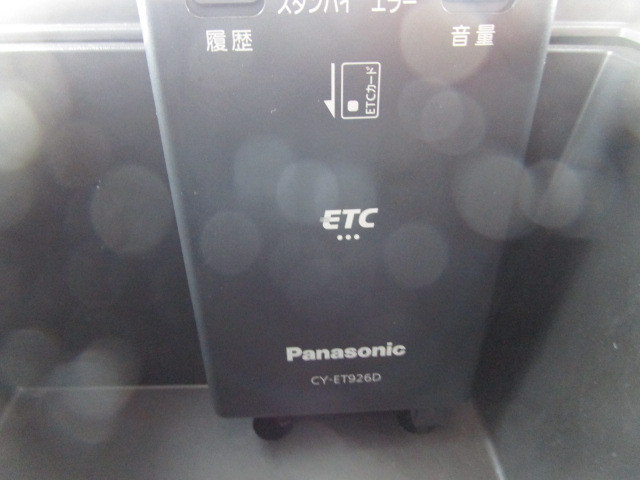 スタンバイ エラー
履歴 音量
ETCカード
ETC
Panasonic
CY-ET926D